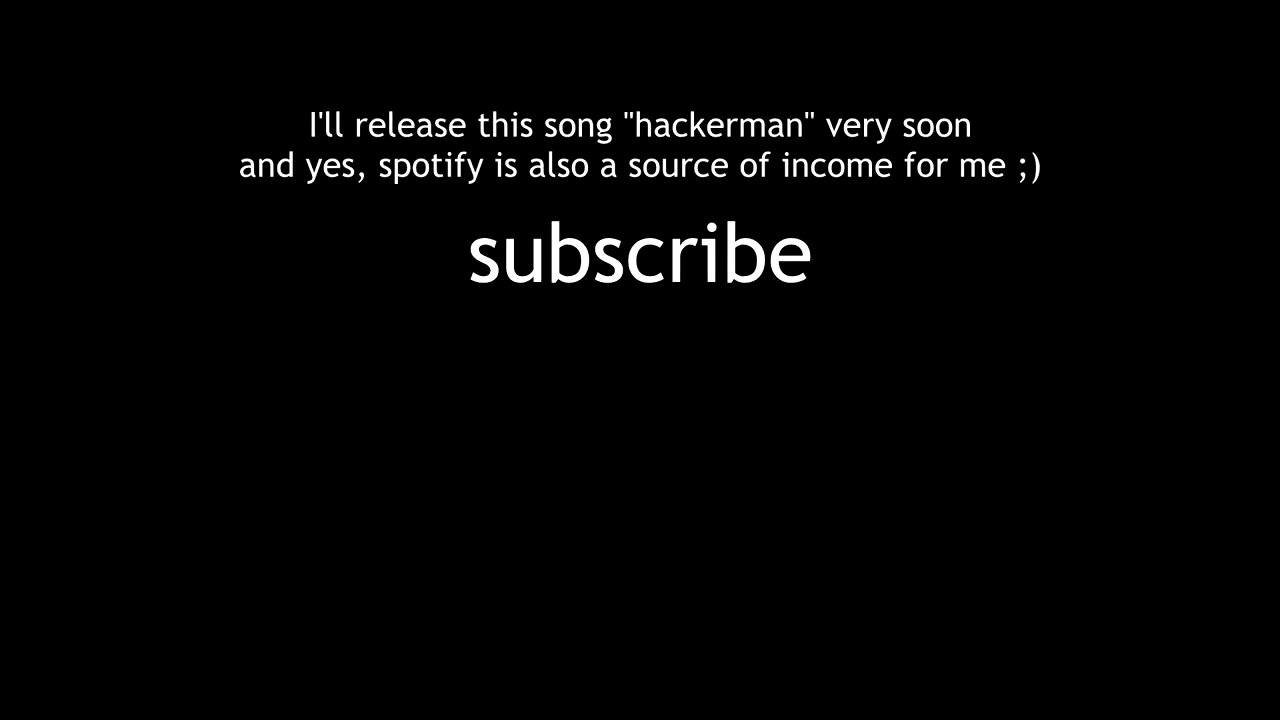 I'll release this song "hackerman" very soon
and yes, spotify is also a source of income for me ;)
subscribe